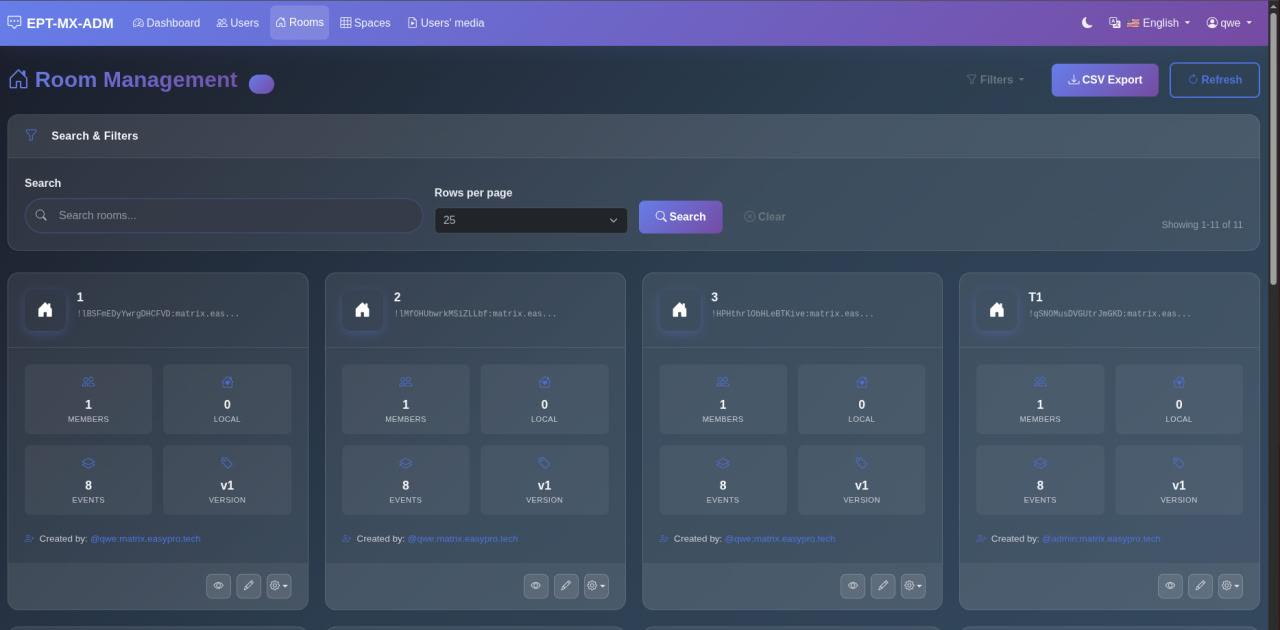 EPT-MX-ADM Dashboard Users Rooms Spaces Users' media English qwe
Room Management Filters CSV Export Refresh
Search & Filters
Search
Rows per page
Search rooms... 25 Search Clear
Showing 1-11 of 11
1 2 3 T1
!lBSFmEDyYwrgDHCFVD:matrix.eas... !lMfOHUbwrkMSiZLLbf:matrix.eas... !HPHthrlObHLeBTKive:matrix.eas... !qSNOMusDVGUtrJmGKD:matrix.eas...
1 0 1 0 1 0 1 0
MEMBERS LOCAL MEMBERS LOCAL MEMBERS LOCAL MEMBERS LOCAL
8 v1 8 v1 8 v1 8 v1
EVENTS VERSION EVENTS VERSION EVENTS VERSION EVENTS VERSION
Created by: @qwe:matrix.easypro.tech Created by: @qwe:matrix.easypro.tech Created by: @qwe:matrix.easypro.tech Created by: @admin:matrix.easypro.tech